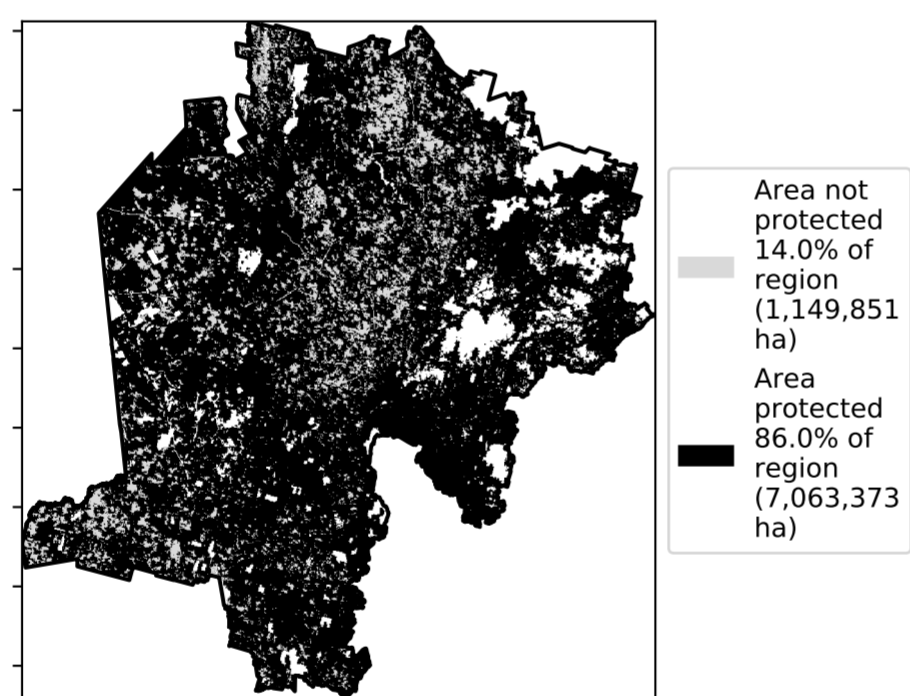 Area not
protected
14.0% of
region
(1,149,851
ha)
Area
protected
86.0% of
region
(7,063,373
ha)